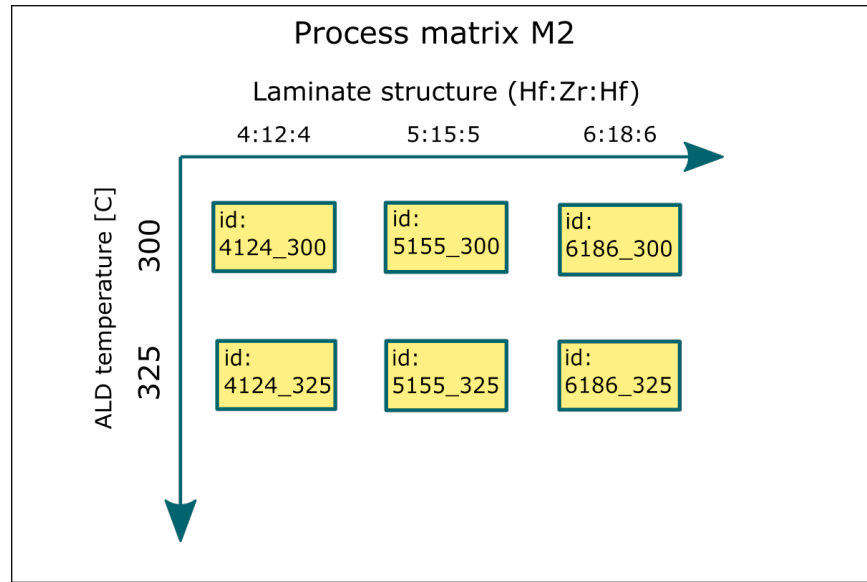 Process matrix M2
Laminate structure (Hf:Zr:Hf)
4:12:4 5:15:5 6:18:6
ALD temperature [C]
300
id:
4124_300
id:
5155_300
id:
6186_300
325
id:
4124_325
id:
5155_325
id:
6186_325